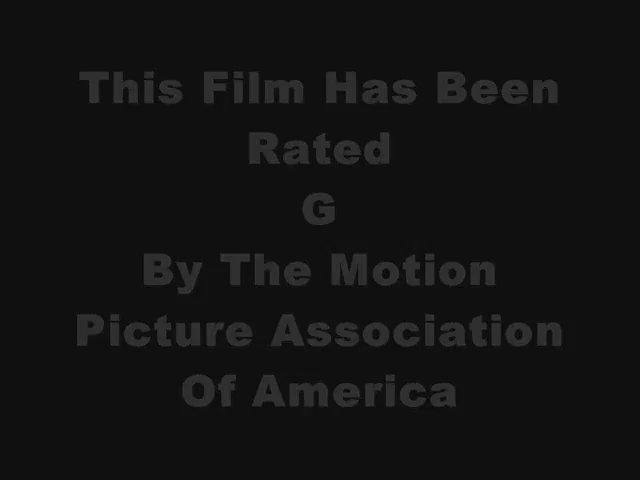 This Film Has Been
Rated
G
By The Motion
Picture Association
Of America